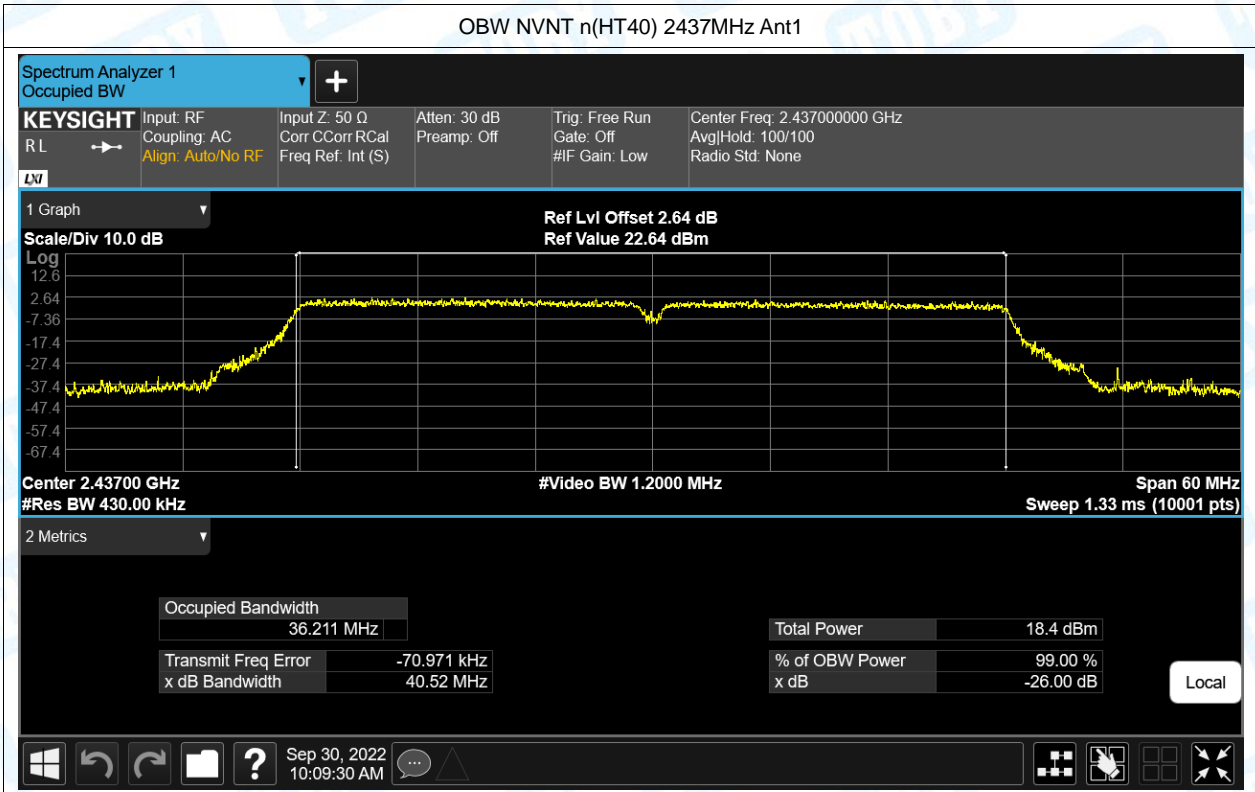 OBW NVNT n(HT40) 2437MHz Ant1
Spectrum Analyzer 1
Occupied BW
KEYSIGHT
R L
LXI
Input: RF
Coupling: AC
Align: Auto/No RF
Input Z: 50 Ω
Corr CCorr RCal
Freq Ref: Int (S)
Atten: 30 dB
Preamp: Off
Trig: Free Run
Gate: Off
#IF Gain: Low
Center Freq: 2.437000000 GHz
Avg|Hold: 100/100
Radio Std: None
1 Graph
Scale/Div 10.0 dB
Ref Lvl Offset 2.64 dB
Ref Value 22.64 dBm
Log
12.6
2.64
-7.36
-17.4
-27.4
-37.4
-47.4
-57.4
-67.4
Center 2.43700 GHz
#Video BW 1.2000 MHz
Span 60 MHz
#Res BW 430.00 kHz
Sweep 1.33 ms (10001 pts)
2 Metrics
Occupied Bandwidth
36.211 MHz
Total Power 18.4 dBm
Transmit Freq Error -70.971 kHz
% of OBW Power 99.00 %
x dB Bandwidth 40.52 MHz
x dB -26.00 dB
Local
?
Sep 30, 2022
10:09:30 AM
TOBY